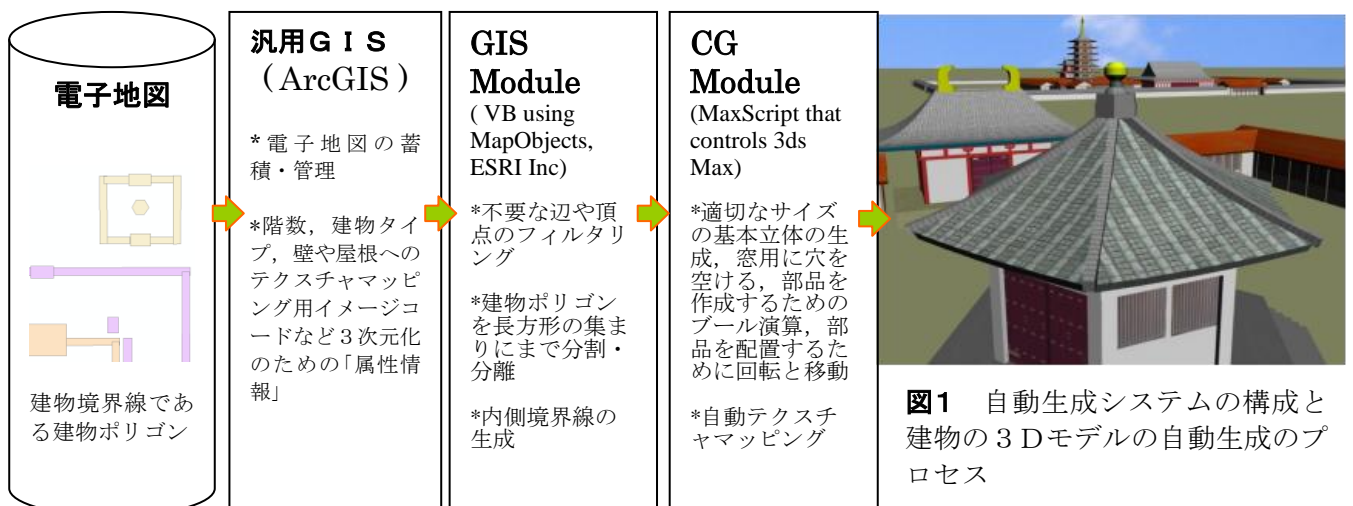 電子地図
建物境界線であ
る建物ポリゴン
汎用ＧＩＳ
（ArcGIS）
*電子地図の蓄
積・管理
*階数，建物タイ
プ，壁や屋根への
テクスチャマッピ
ング用イメージコ
ードなど３次元化
のための「属性情
報」
GIS
Module
( VB using
MapObjects,
ESRI Inc)
*不要な辺や頂
点のフィルタリ
ング
*建物ポリゴン
を長方形の集ま
りにまで分割・
分離
*内側境界線の
生成
CG
Module
(MaxScript that
controls 3ds
Max)
*適切なサイズ
の基本立体の生
成，窓用に穴を
空ける，部品を
作成するための
ブール演算，部
品を配置するた
めに回転と移動
*自動テクスチ
ャマッピング
図1　自動生成システムの構成と
建物の３Ｄモデルの自動生成のプ
ロセス